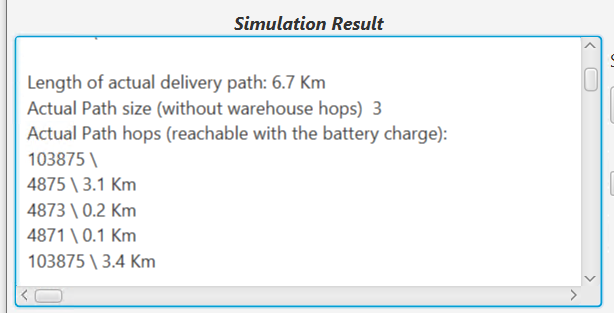 Simulation Result
Length of actual delivery path: 6.7 Km
Actual Path size (without warehouse hops)  3
Actual Path hops (reachable with the battery charge):
103875 \
4875 \ 3.1 Km
4873 \ 0.2 Km
4871 \ 0.1 Km
103875 \ 3.4 Km